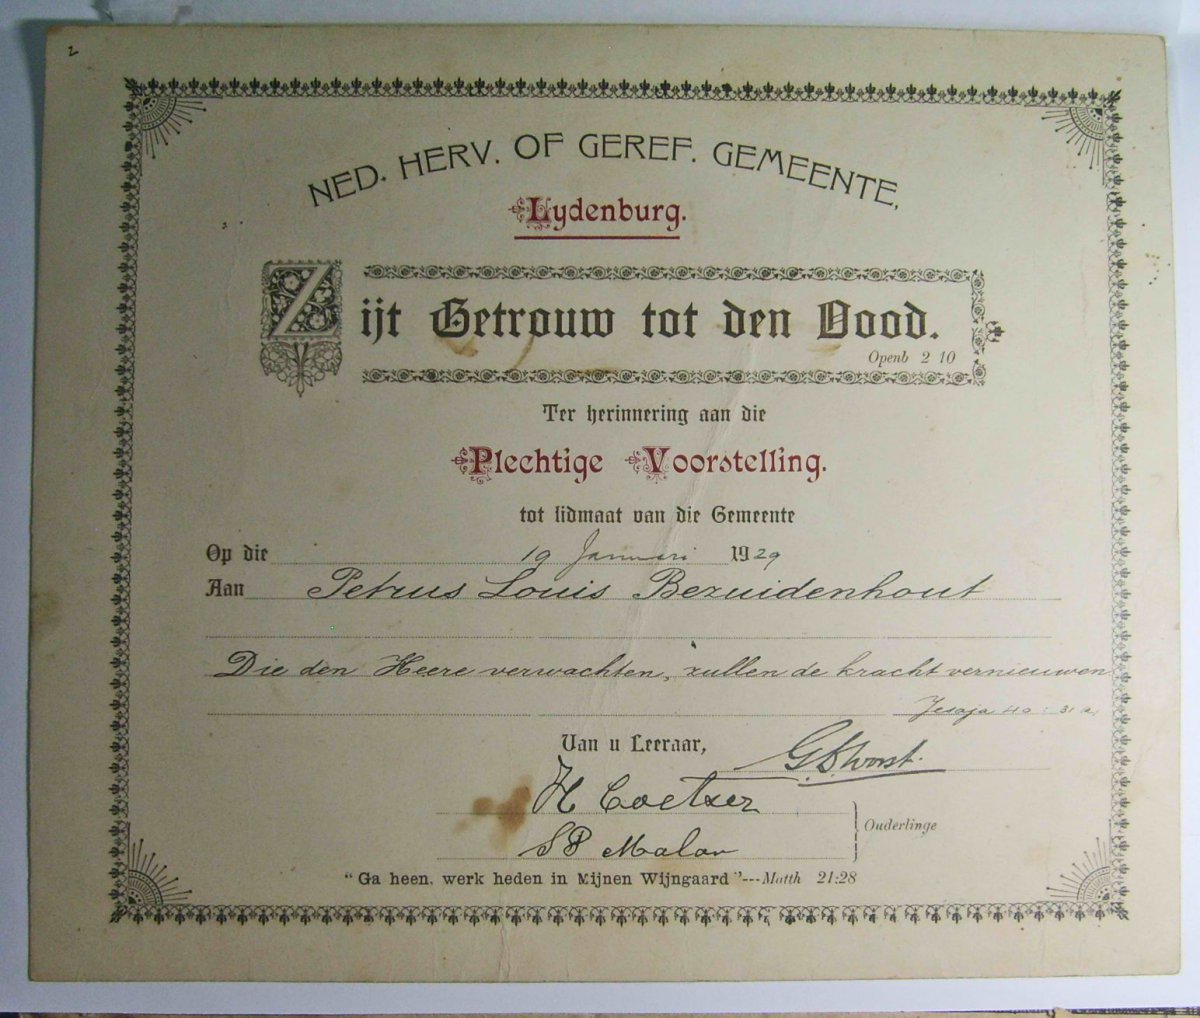 2
NED. HERV. OF GEREF. GEMEENTE,
Lydenburg.
Zijt Getrouw tot den Dood.
Openb 2 10
Ter herinnering aan die
Plechtige Voorstelling.
tot lidmaat van die Gemeente
Op die 19 Januari 1929
Aan Petrus Louis Bezuidenhout
Die den Heere verwachten, zullen de kracht vernieuwen
Jesaja 40 : 31 a.
Van u Leeraar,
H Coetzer
S P Malan
Ouderlinge
"Ga heen, werk heden in Mijnen Wijngaard"---Matth 21:28